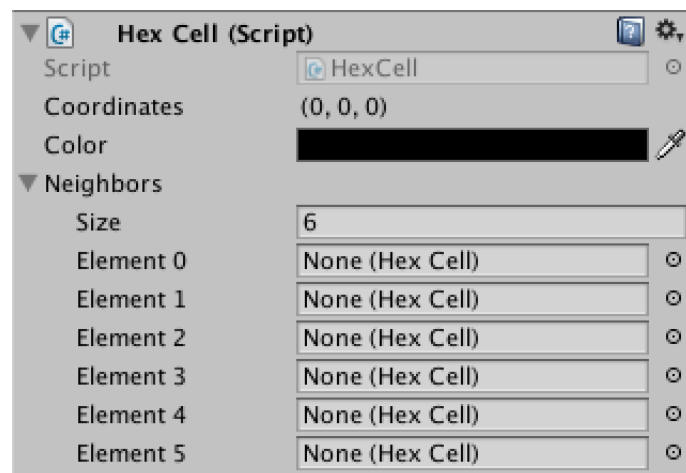 Hex Cell (Script)
Script HexCell
Coordinates (0, 0, 0)
Color
Neighbors
Size 6
Element 0 None (Hex Cell)
Element 1 None (Hex Cell)
Element 2 None (Hex Cell)
Element 3 None (Hex Cell)
Element 4 None (Hex Cell)
Element 5 None (Hex Cell)